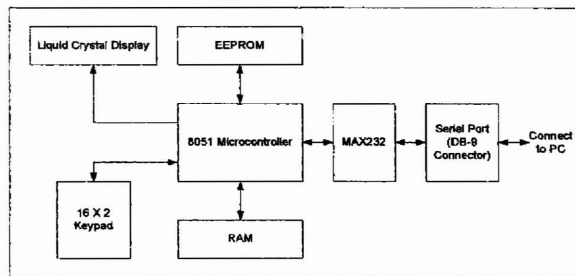 Liquid Crystal Display
EEPROM
8051 Microcontroller
MAX232
Serial Port
(DB-9
Connector)
Connect
to PC
16 X 2
Keypad
RAM